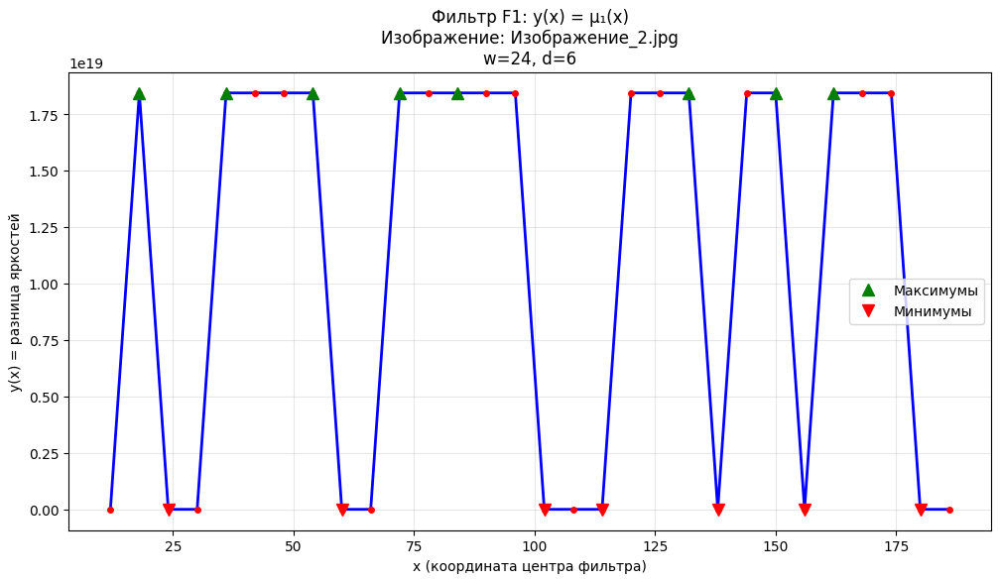 Фильтр F1: y(x) = μ₁(x)
Изображение: Изображение_2.jpg
w=24, d=6
1e19
1.75
1.50
1.25
1.00
0.75
0.50
0.25
0.00
y(x) = разница яркостей
Максимумы
Минимумы
25
50
75
100
125
150
175
x (координата центра фильтра)